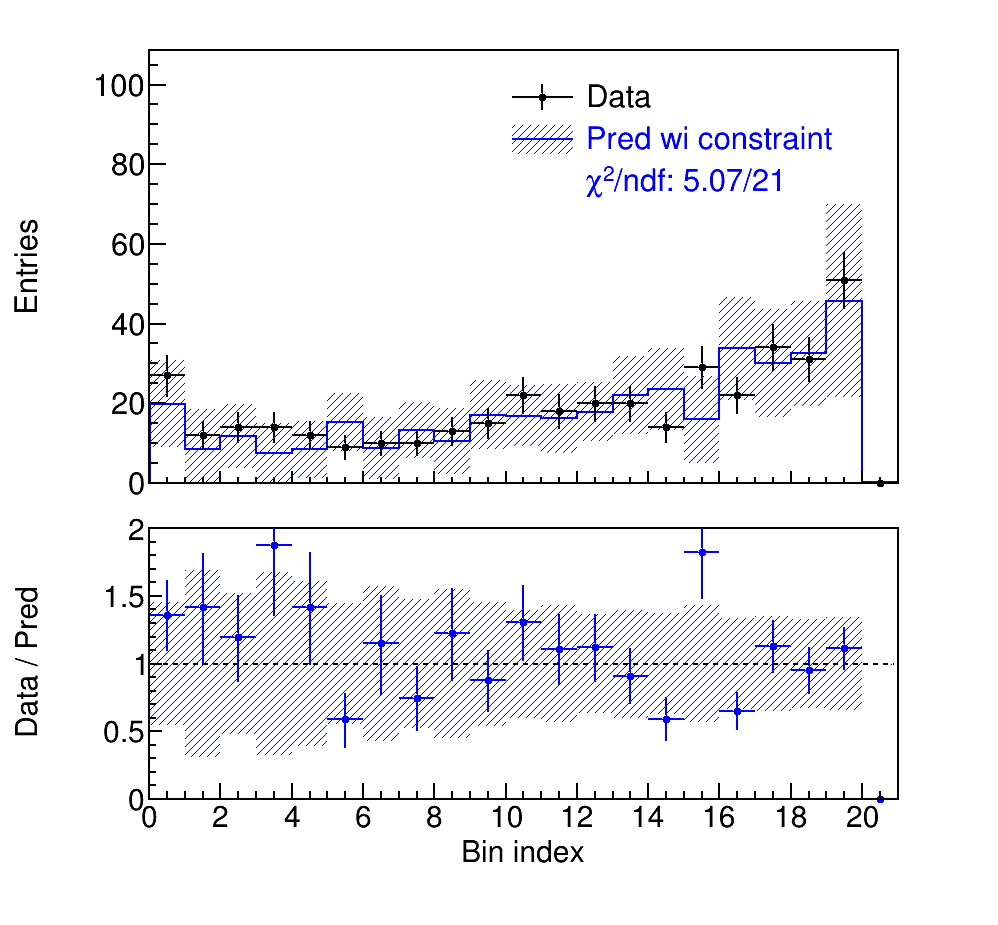 Entries
100
80
60
40
20
0
Data
Pred wi constraint
χ²/ndf: 5.07/21
Data / Pred
2
1.5
1
0.5
0
0 2 4 6 8 10 12 14 16 18 20
Bin index